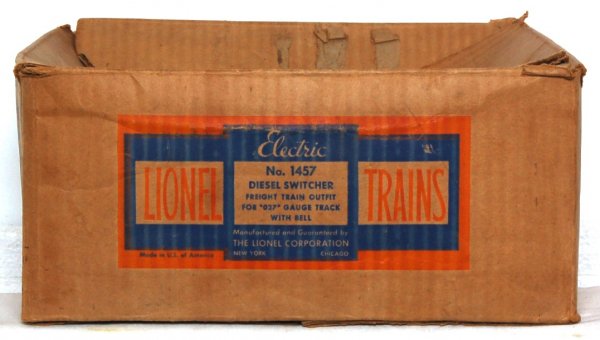 Electric
LIONEL
No. 1457
DIESEL SWITCHER
FREIGHT TRAIN OUTFIT
FOR "027" GAUGE TRACK
WITH BELL
TRAINS
Manufactured and Guaranteed by
THE LIONEL CORPORATION
NEW YORK CHICAGO
Made in U.S. of America